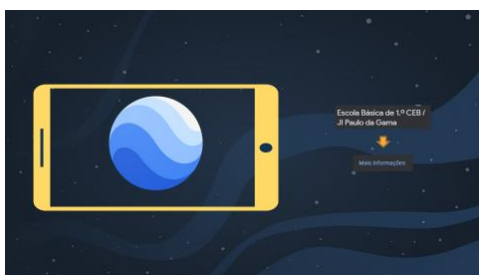 Escola Básica de 1.º CEB /
JI Paulo da Gama
Mais informações